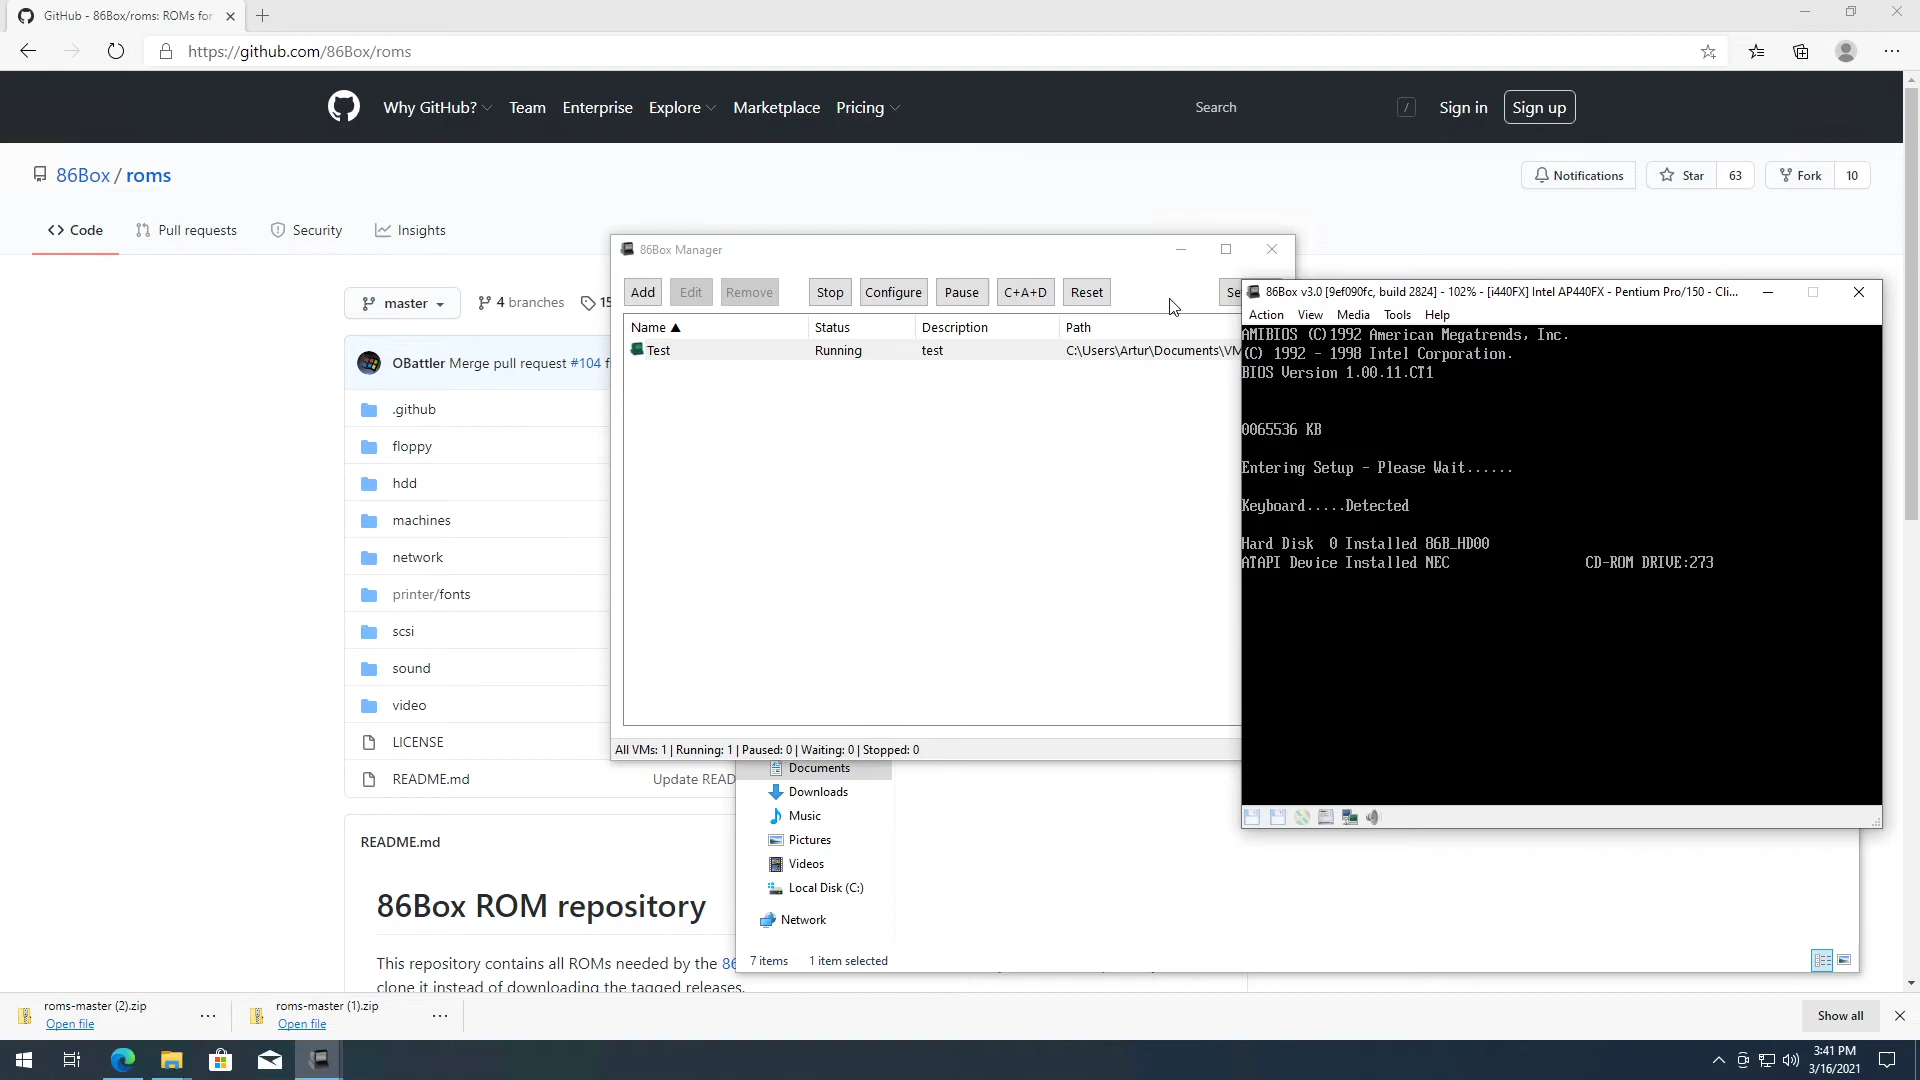 GitHub - 86Box/roms: ROMs for
https://github.com/86Box/roms
Why GitHub? Team Enterprise Explore Marketplace Pricing Search / Sign in Sign up
86Box / roms
Notifications Star 63 Fork 10
Code Pull requests Security Insights
master 4 branches 15
OBattler Merge pull request #104 f
.github
floppy
hdd
machines
network
printer/fonts
scsi
sound
video
LICENSE
README.md Update READ
README.md
86Box ROM repository
This repository contains all ROMs needed by the 86
clone it instead of downloading the tagged releases.
86Box Manager
Add Edit Remove Stop Configure Pause C+A+D Reset Se
Name Status Description Path
Test Running test C:\Users\Artur\Documents\VM
All VMs: 1 | Running: 1 | Paused: 0 | Waiting: 0 | Stopped: 0
86Box v3.0 [9ef090fc, build 2824] - 102% - [i440FX] Intel AP440FX - Pentium Pro/150 - Cli...
Action View Media Tools Help
AMIBIOS (C)1992 American Megatrends, Inc.
(C) 1992 - 1998 Intel Corporation.
BIOS Version 1.00.11.CT1
0065536 KB
Entering Setup - Please Wait......
Keyboard.....Detected
Hard Disk 0 Installed 86B_HD00
ATAPI Device Installed NEC CD-ROM DRIVE:273
Documents
Downloads
Music
Pictures
Videos
Local Disk (C:)
Network
7 items 1 item selected
roms-master (2).zip
Open file
roms-master (1).zip
Open file
Show all
3:41 PM
3/16/2021